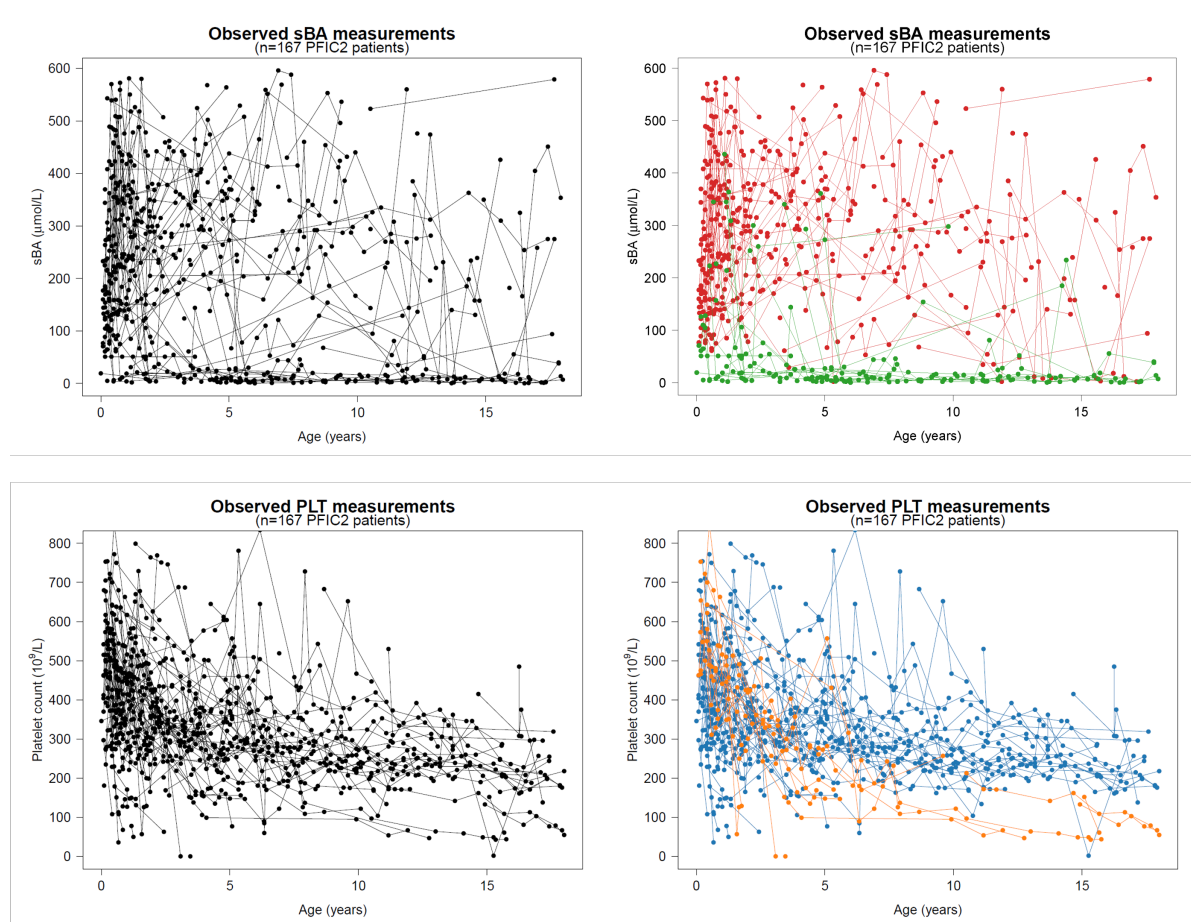 Observed sBA measurements
(n=167 PFIC2 patients)
sBA (μmol/L)
600
500
400
300
200
100
0
0 5 10 15
Age (years)
Observed sBA measurements
(n=167 PFIC2 patients)
sBA (μmol/L)
600
500
400
300
200
100
0
0 5 10 15
Age (years)
Observed PLT measurements
(n=167 PFIC2 patients)
Platelet count (10⁹/L)
800
700
600
500
400
300
200
100
0
0 5 10 15
Age (years)
Observed PLT measurements
(n=167 PFIC2 patients)
Platelet count (10⁹/L)
800
700
600
500
400
300
200
100
0
0 5 10 15
Age (years)